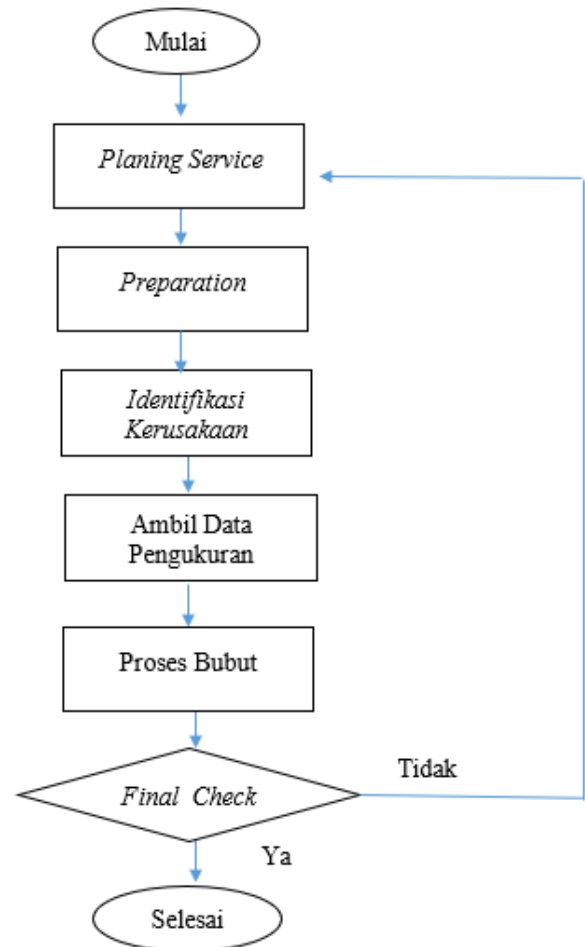 Mulai
Planing Service
Preparation
Identifikasi
Kerusakaan
Ambil Data
Pengukuran
Proses Bubut
Final Check
Tidak
Ya
Selesai